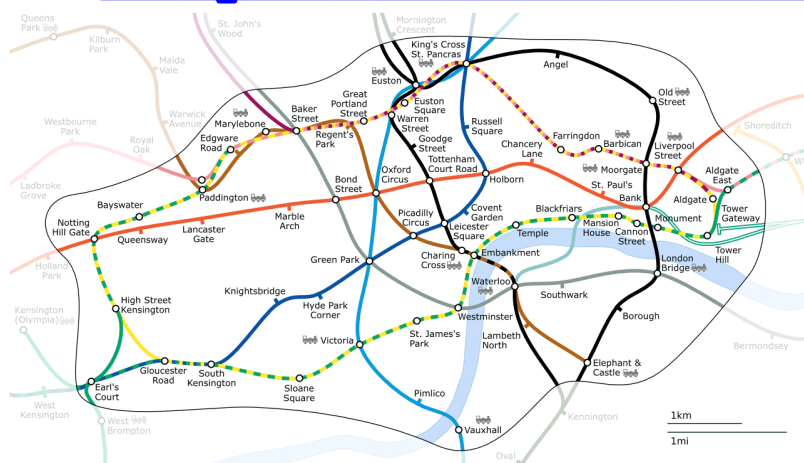 Queens
Park
Kilburn
Park
St. John's
Wood
Mornington
Crescent
Maida
Vale
King's Cross
St. Pancras
Euston
Angel
Westbourne
Park
Warwick
Avenue
Marylebone
Baker
Street
Great
Portland
Street
Euston
Square
Old
Street
Royal
Oak
Edgware
Road
Regent's
Park
Warren
Street
Russell
Square
Farringdon
Barbican
Liverpool
Street
Shoreditch
Goodge
Street
Chancery
Lane
Moorgate
Aldgate
East
Ladbroke
Grove
Paddington
Bond
Street
Oxford
Circus
Tottenham
Court Road
Holborn
St. Paul's
Bank
Aldgate
Bayswater
Notting
Hill Gate
Queensway
Lancaster
Gate
Marble
Arch
Picadilly
Circus
Covent
Garden
Leicester
Square
Blackfriars
Temple
Mansion
House
Cannon
Street
Monument
Tower
Gateway
Tower
Hill
Holland
Park
Green Park
Charing
Cross
Embankment
Waterloo
London
Bridge
High Street
Kensington
Knightsbridge
Hyde Park
Corner
Westminster
Southwark
Kensington
(Olympia)
Victoria
St. James's
Park
Lambeth
North
Borough
Bermondsey
Gloucester
Road
South
Kensington
Sloane
Square
Elephant &
Castle
Earl's
Court
Pimlico
West
Kensington
West
Brompton
Vauxhall
Kennington
Oval
1km
1mi